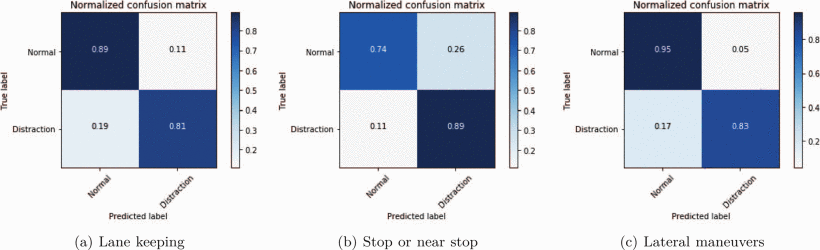 Normalized confusion matrix
True label
Normal
Distraction
0.89
0.11
0.19
0.81
Normal
Distraction
Predicted label
0.8
0.7
0.6
0.5
0.4
0.3
0.2
(a) Lane keeping
Normalized confusion matrix
True label
Normal
Distraction
0.74
0.26
0.11
0.89
Normal
Distraction
Predicted label
0.8
0.7
0.6
0.5
0.4
0.3
0.2
(b) Stop or near stop
Normalized confusion matrix
True label
Normal
Distraction
0.95
0.05
0.17
0.83
Normal
Distraction
Predicted label
0.8
0.6
0.4
0.2
(c) Lateral maneuvers